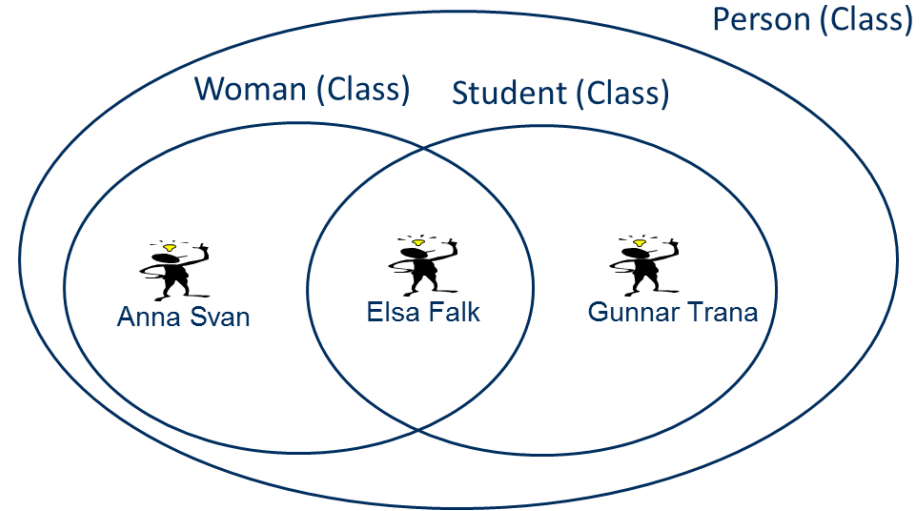 Person (Class)
Woman (Class)
Student (Class)
Anna Svan
Elsa Falk
Gunnar Trana